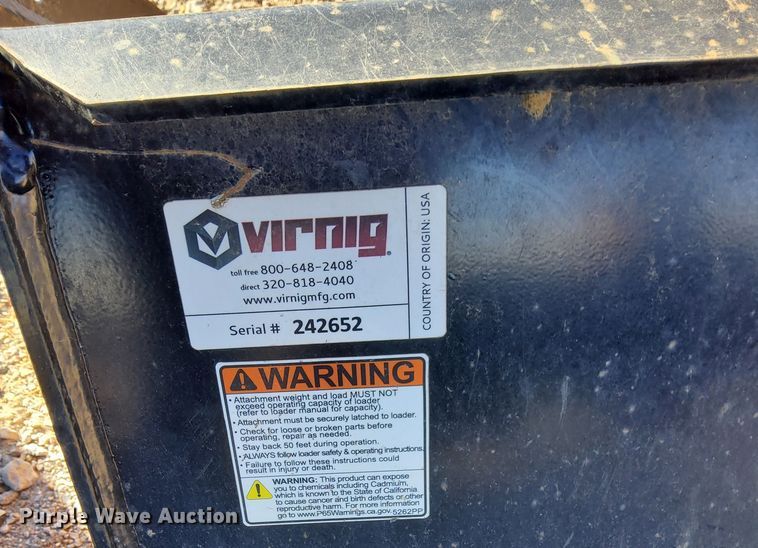 virnig
toll free 800-648-2408
direct 320-818-4040
www.virnigmfg.com
Serial # 242652
COUNTRY OF ORIGIN: USA
WARNING
• Attachment weight and load MUST NOT
exceed operating capacity of loader
(refer to loader manual for capacity).
• Attachment must be securely latched to loader.
• Check for loose or broken parts before
operating, repair as needed.
• Stay back 50 feet during operation.
• ALWAYS follow loader safety & operating instructions.
• Failure to follow these instructions could
result in injury or death.
WARNING: This product can expose
you to chemicals including Cadmium,
which is known to the State of California
to cause cancer and birth defects or other
reproductive harm. For more information
go to www.P65Warnings.ca.gov 5262PP
Purple Wave Auction